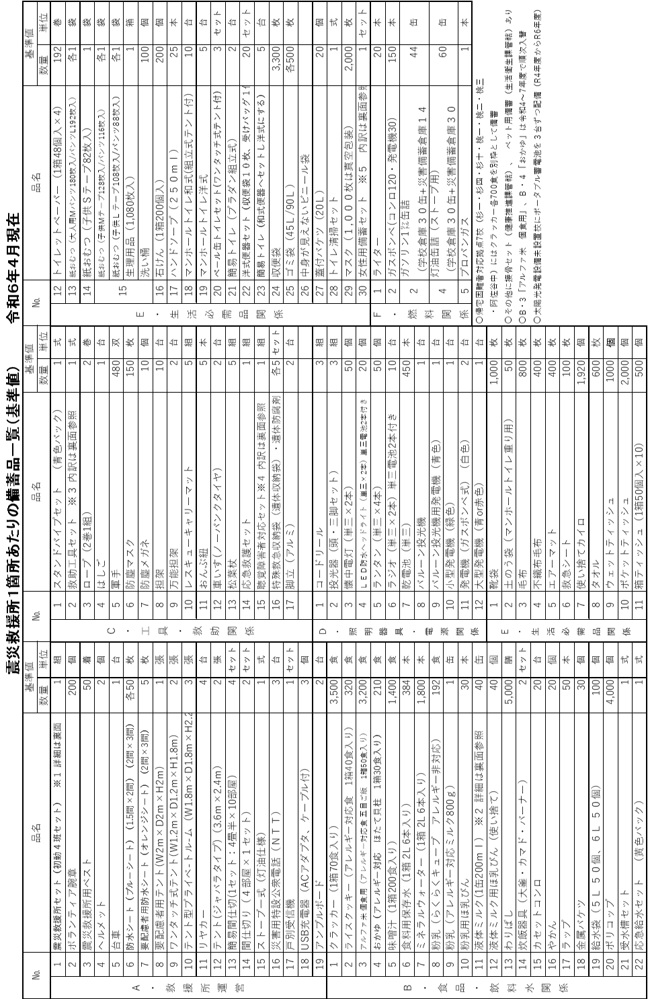 震災救援所1箇所あたりの備蓄品一覧(基準値)　令和6年4月現在
No. 品名 基準値 数量 単位
A・救援所運営
1 震災救援所セット(初動4班セット)　※1 詳細は裏面 1 組
2 ボランティア腕章 200 個
3 震災救援所用ベスト 50 着
4 ヘルメット 2 個
5 台車 1 台
6 防水シート(ブルーシート)(1.5間×2間)(2間×3間) 各50 枚
7 要配慮者用防水シート(オレンジシート)(2間×3間) 5 枚
8 要配慮者用テント(W2m×D2m×H2m) 1 張
9 ワンタッチ式テント(W1.2m×D1.2m×H1.8m) 2 張
10 テント型プライベートル-ム(W1.8m×D1.8m×H2.2 3 張
11 リヤカー 4 台
12 テント(ジャバラタイプ)(3.6m×2.4m) 2 張
13 簡易間仕切(1セット:4畳半×10部屋) 4 セット
14 間仕切り(4部屋×1セット) 2 セット
15 ストーブ一式(灯油仕様) 1 式
16 災害用特設公衆電話(NTT) 3 台
17 戸別受信機 1 セット
18 USB充電器(ACアダプタ、ケーブル付) 3 個
19 アンプルボード 2 台
B・食品・飲料水関係
1 クラッカー(1箱70食入り) 3,500 食
2 ライスクッキー(アレルギー対応食 1箱40食入り) 320 食
3 アルファ米 個食用(アレルギー対応食 五目ご飯 1箱50食入り) 3,200 食
4 おかゆ(アレルギー対応 ほたて貝柱 1箱30食入り) 210 食
5 味噌汁(1箱200食入り) 1,400 食
6 食料用保存水(1箱2L6本入り) 384 本
7 ミネラルウォーター(1箱2L6本入り) 1,800 本
8 粉乳(らくらくキューブ アレルギー非対応) 192 食
9 粉乳(アレルギー対応ミルク800g) 1 缶
10 粉乳用ほ乳びん 30 本
11 液体ミルク(1缶200ml)※2 詳細は裏面参照 40 缶
12 液体ミルク用ほ乳びん(使い捨て) 40 個
13 わりばし 5,000 膳
14 炊飯器具(大釜・カマド・バーナー) 2 セット
15 カセットコンロ 20 台
16 やかん 20 個
17 ラップ 50 本
18 金属バケツ 30 個
19 給水袋(5L50個、6L50個) 100 個
20 ポリコップ 4,000 個
21 受水槽セット 1 式
22 応急給水セット　(黄色パック) 1 式
No. 品名 基準値 数量 単位
C・工具・救助関係
1 スタンドパイプセット　(青色パック) 1 式
2 救助工具セット　※3 内訳は裏面参照 1 式
3 ロープ(2巻1組) 2 巻
4 はしご 1 台
5 軍手 480 双
6 防塵マスク 150 枚
7 防塵メガネ 10 個
8 担架 10 台
9 万能担架 2 台
10 レスキューキャリーマット 5 組
11 おんぶ紐 5 本
12 車いす(ノーパンクタイヤ) 2 台
13 松葉杖 5 組
14 応急救護セット 1 組
15 聴覚障害者対応セット※4 内訳は裏面参照 1 組
16 特殊救急収納袋(遺体収納袋)・遺体防腐剤 各5 セット
17 脚立(アルミ) 2 台
D・照明器具・電源関係
1 コードリール 3 組
2 投光器(頭・三脚セット) 3 組
3 懐中電灯(単三×2本) 50 個
4 LED防水ヘッドライト(単三×2本)単三電池2本付き 20 個
5 ランタン(単三×4本) 50 個
6 ラジオ(単三×2本)単三電池2本付き 10 台
7 乾電池(単三) 450 本
8 バルーン投光機 1 台
9 バルーン投光機用発電機(青色) 1 台
10 小型発電機(緑色) 1 台
11 発電機(ガスボンベ式)(白色) 2 台
12 大型発電機(青or赤色) 1 台
E・生活必需品関係
1 靴袋 1,000 枚
2 土のう袋(マンホールトイレ重り用) 50 枚
3 毛布 800 枚
4 不織布毛布 400 枚
5 エアーマット 400 枚
6 救急シート 100 枚
7 使い捨てカイロ 1,920 個
8 タオル 600 枚
9 ウェットティッシュ 1000 個
10 ポケットティッシュ 2,000 個
11 箱ティッシュ(1箱50個入×10) 500 個
No. 品名 基準値 数量 単位
E・生活必需品関係
12 トイレットペーパー(1箱48個入×4) 192 巻
13 紙おむつ(大人用Mパンツ180枚入/パンツL192枚入) 各1 袋
14 紙おむつ(子供Sテープ82枚入) 1 袋
15 紙おむつ(子供Mテープ128枚入/パンツ116枚入) 各1 袋
紙おむつ(子供Lテープ108枚入/パンツ88枚入) 各1 袋
生理用品(1,080枚入) 1 箱
洗い桶 100 個
16 石けん(1箱200個入) 200 個
17 ハンドソープ(250ml) 25 本
18 マンホールトイレ和式(組立式テント付) 10 台
19 マンホールトイレ洋式 5 台
20 ペール缶トイレセット(ワンタッチ式テント付) 3 セット
21 簡易トイレ(プラダン組立式) 2 台
22 洋式便器セット(収便袋10枚、受けバッグ1 20 セット
23 簡易トイレ(和式便器へセットし洋式にする) 5 台
24 収便袋 3,300 枚
25 ゴミ袋(45L/90L) 各500 枚
26 中身が見えないビニール袋
27 蓋付バケツ(20L) 20 個
28 トイレ清掃セット 1 式
29 マスク(1,000枚は真空包装) 2,000 枚
30 女性用備蓄セット ※5　内訳は裏面参照 1 セット
F・燃料関係
1 ライター 20 本
2 ガスボンベ(コンロ120・発電機30) 150 本
2 ガソリン1㍑缶詰
(学校倉庫30缶+災害備蓄倉庫14 44 缶
4 灯油缶詰(ストーブ用)
(学校倉庫30缶+災害備蓄倉庫30 60 缶
5 プロパンガス 1 本
○帰宅困難者対応拠点7校(杉一・杉四・杉十・桃一・桃二・桃三
・阿佐谷中)にはクラッカー各700食を別枠として備蓄
○その他に接骨セット(健康推進課管轄)、ペット用備蓄(生活衛生課管轄)あり
○B・3「アルファ米　個食用」、B・4「おかゆ」は令和4~7年度で順次入替
○太陽光発電設備未設置校にポータブル蓄電池を3台ずつ配備(R4年度からR6年度)